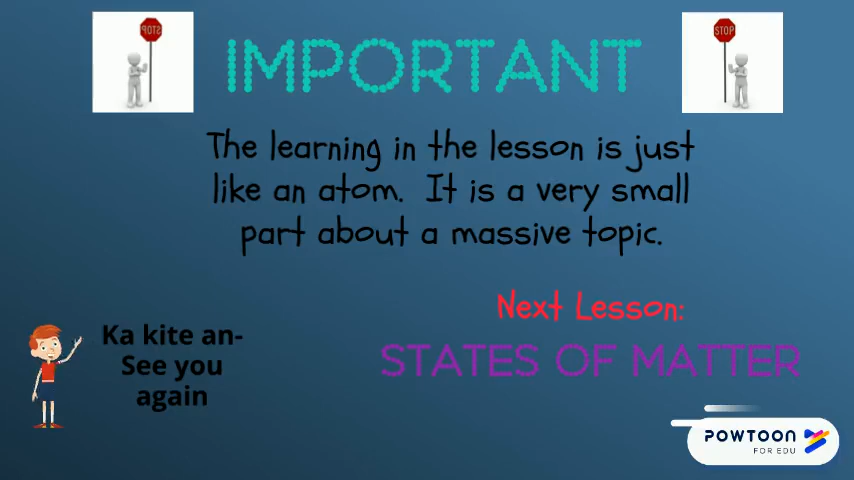 STOP
IMPORTANT
STOP
The learning in the lesson is just
like an atom. It is a very small
part about a massive topic.
Next Lesson:
STATES OF MATTER
Ka kite an-
See you
again
POWTOON
FOR EDU